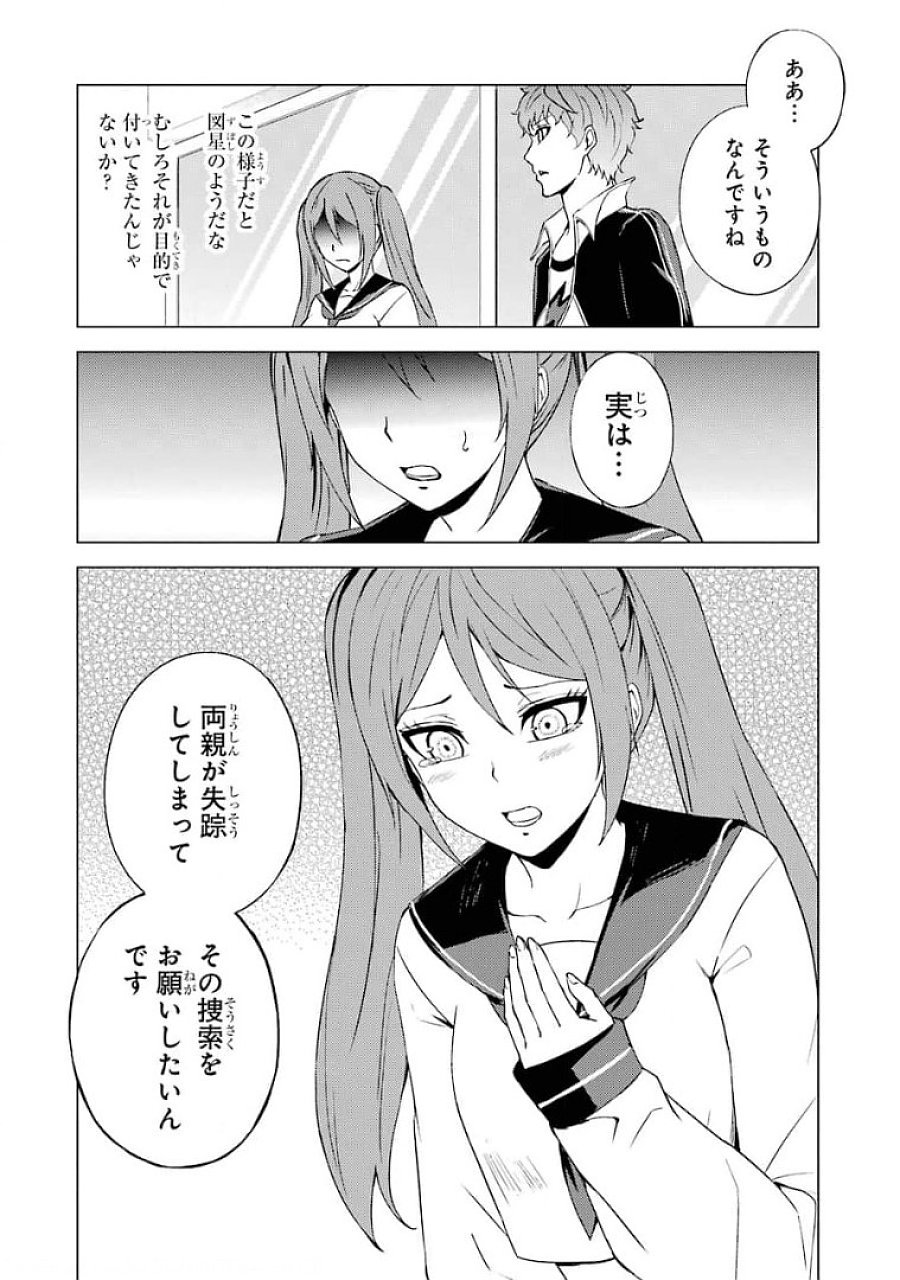 ああ…
そういうもの
なんですね
この様子だと
図星のようだな
むしろそれが目的で
付いてきたんじゃ
ないか?
実は…
両親が失踪
してしまって
その捜索を
お願いしたいん
です